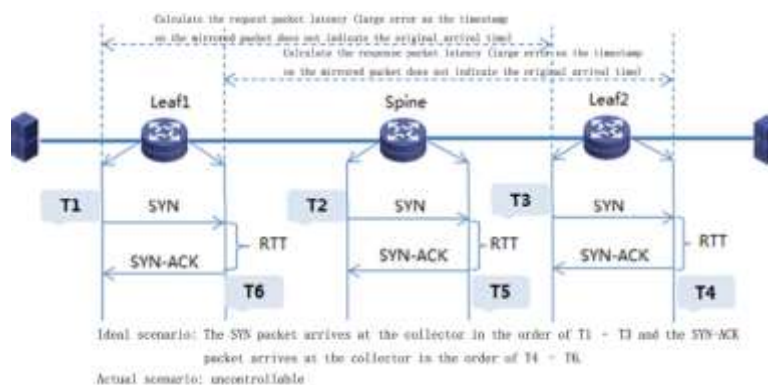 Calculate the request packet latency (large error as the timestamp
on the mirrored packet does not indicate the original arrival time)
Calculate the response packet latency (large error as the timestamp
on the mirrored packet does not indicate the original arrival time)
Leaf1 Spine Leaf2
T1 SYN T2 SYN T3 SYN
RTT RTT RTT
SYN-ACK SYN-ACK SYN-ACK
T6 T5 T4
Ideal scenario: The SYN packet arrives at the collector in the order of T1 - T3 and the SYN-ACK
packet arrives at the collector in the order of T4 - T6.
Actual scenario: uncontrollable